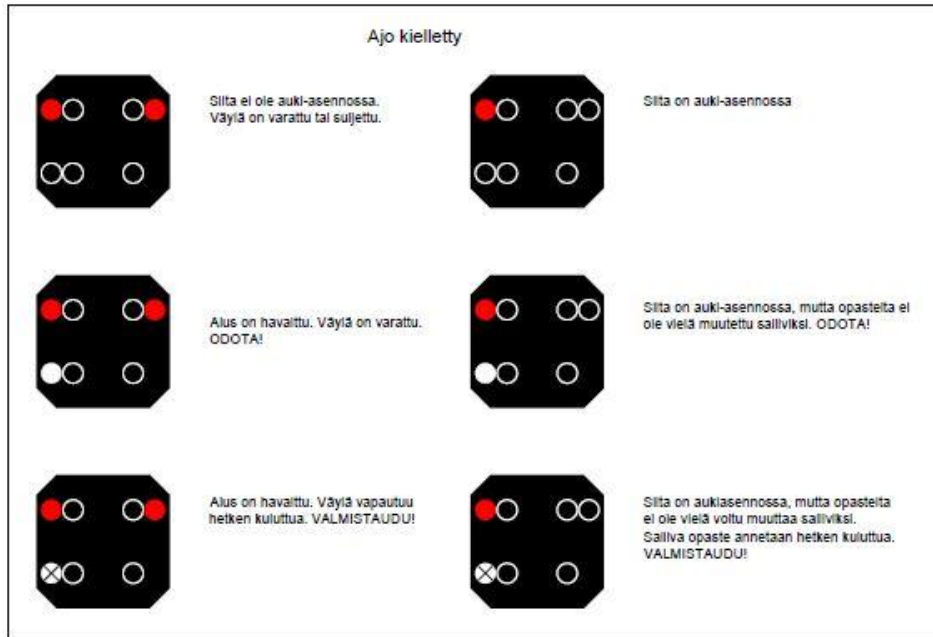 Ajo kielletty
Silta ei ole auki-asennossa.
Väylä on varattu tai suljettu.
Silta on auki-asennossa
Alus on havaittu. Väylä on varattu.
ODOTA!
Silta on auki-asennossa, mutta opasteita ei
ole vielä muutettu salliviksi. ODOTA!
Alus on havaittu. Väylä vapautuu
hetken kuluttua. VALMISTAUDU!
Silta on aukiasennossa, mutta opasteita
ei ole vielä voitu muuttaa salliviksi.
Salliva opaste annetaan hetken kuluttua.
VALMISTAUDU!